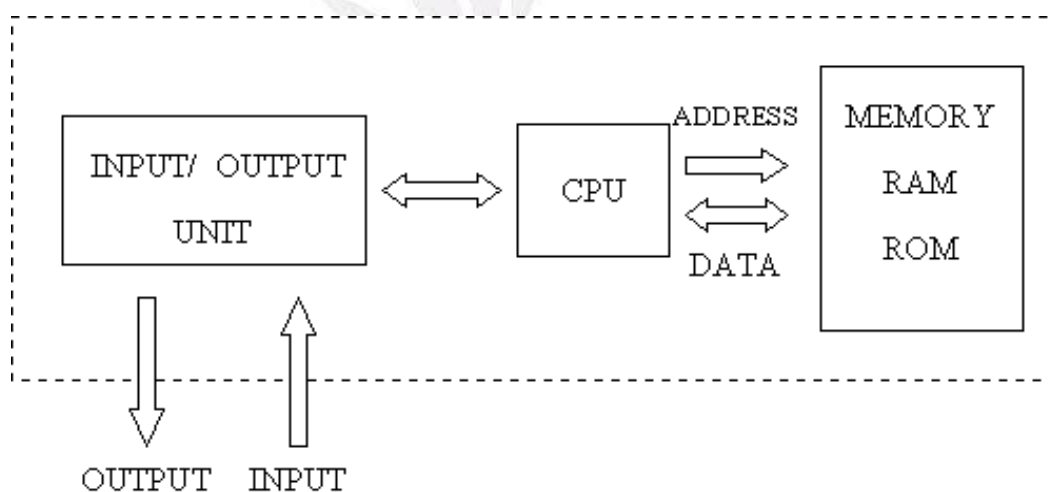 INPUT/ OUTPUT
UNIT
CPU
ADDRESS
DATA
MEMORY
RAM
ROM
OUTPUT
INPUT